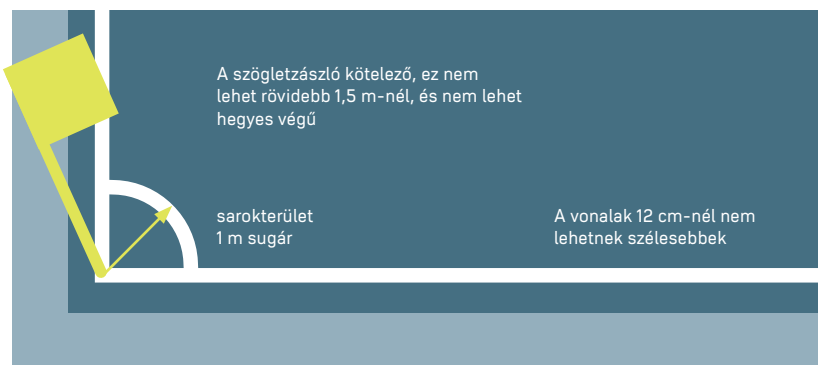 A szögletzászló kötelező, ez nem
lehet rövidebb 1,5 m-nél, és nem lehet
hegyes végű
sarokterület
1 m sugár
A vonalak 12 cm-nél nem
lehetnek szélesebbek